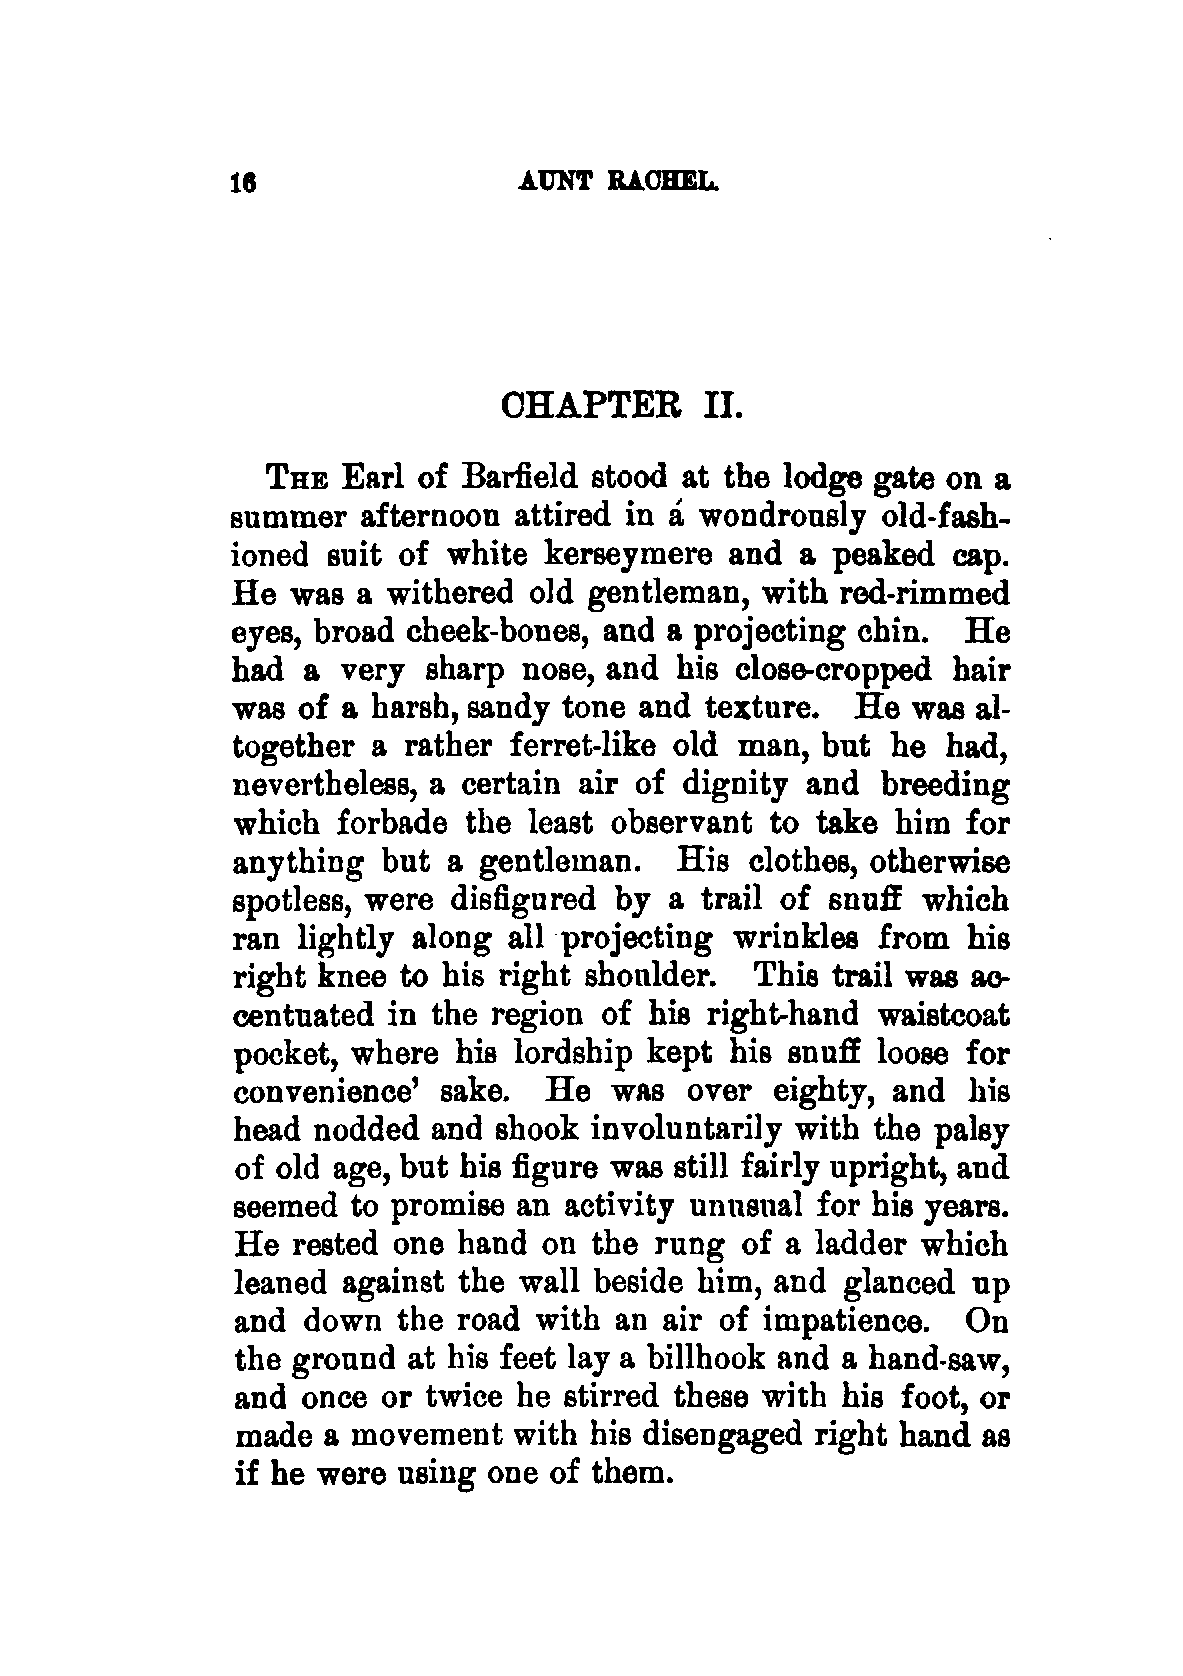 16 AUNT RACHEL.
CHAPTER II.
THE Earl of Barfield stood at the lodge gate on a
summer afternoon attired in a wondrously old-fash-
ioned suit of white kerseymere and a peaked cap.
He was a withered old gentleman, with red-rimmed
eyes, broad cheek-bones, and a projecting chin. He
had a very sharp nose, and his close-cropped hair
was of a harsh, sandy tone and texture. He was al-
together a rather ferret-like old man, but he had,
nevertheless, a certain air of dignity and breeding
which forbade the least observant to take him for
anything but a gentleman. His clothes, otherwise
spotless, were disfigured by a trail of snuff which
ran lightly along all projecting wrinkles from his
right knee to his right shoulder. This trail was ac-
centuated in the region of his right-hand waistcoat
pocket, where his lordship kept his snuff loose for
convenience' sake. He was over eighty, and his
head nodded and shook involuntarily with the palsy
of old age, but his figure was still fairly upright, and
seemed to promise an activity unusual for his years.
He rested one hand on the rung of a ladder which
leaned against the wall beside him, and glanced up
and down the road with an air of impatience. On
the ground at his feet lay a billhook and a hand-saw,
and once or twice he stirred these with his foot, or
made a movement with his disengaged right hand as
if he were using one of them.